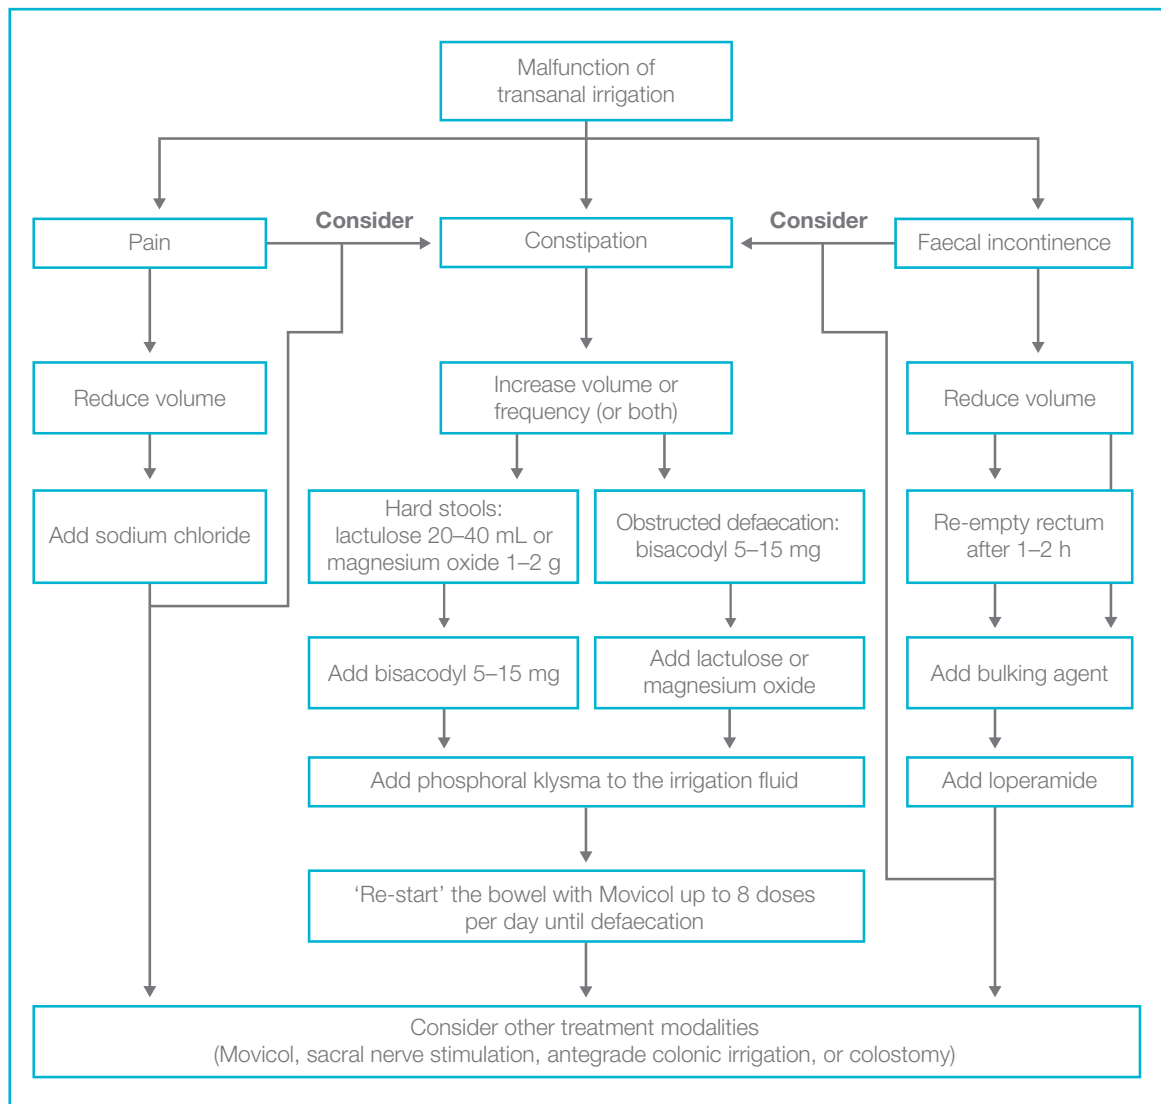 Malfunction of
transanal irrigation
Consider
Consider
Pain
Constipation
Faecal incontinence
Reduce volume
Increase volume or
frequency (or both)
Reduce volume
Add sodium chloride
Hard stools:
lactulose 20–40 mL or
magnesium oxide 1–2 g
Obstructed defaecation:
bisacodyl 5–15 mg
Re-empty rectum
after 1–2 h
Add bisacodyl 5–15 mg
Add lactulose or
magnesium oxide
Add bulking agent
Add phosphoral klysma to the irrigation fluid
Add loperamide
‘Re-start’ the bowel with Movicol up to 8 doses
per day until defaecation
Consider other treatment modalities
(Movicol, sacral nerve stimulation, antegrade colonic irrigation, or colostomy)